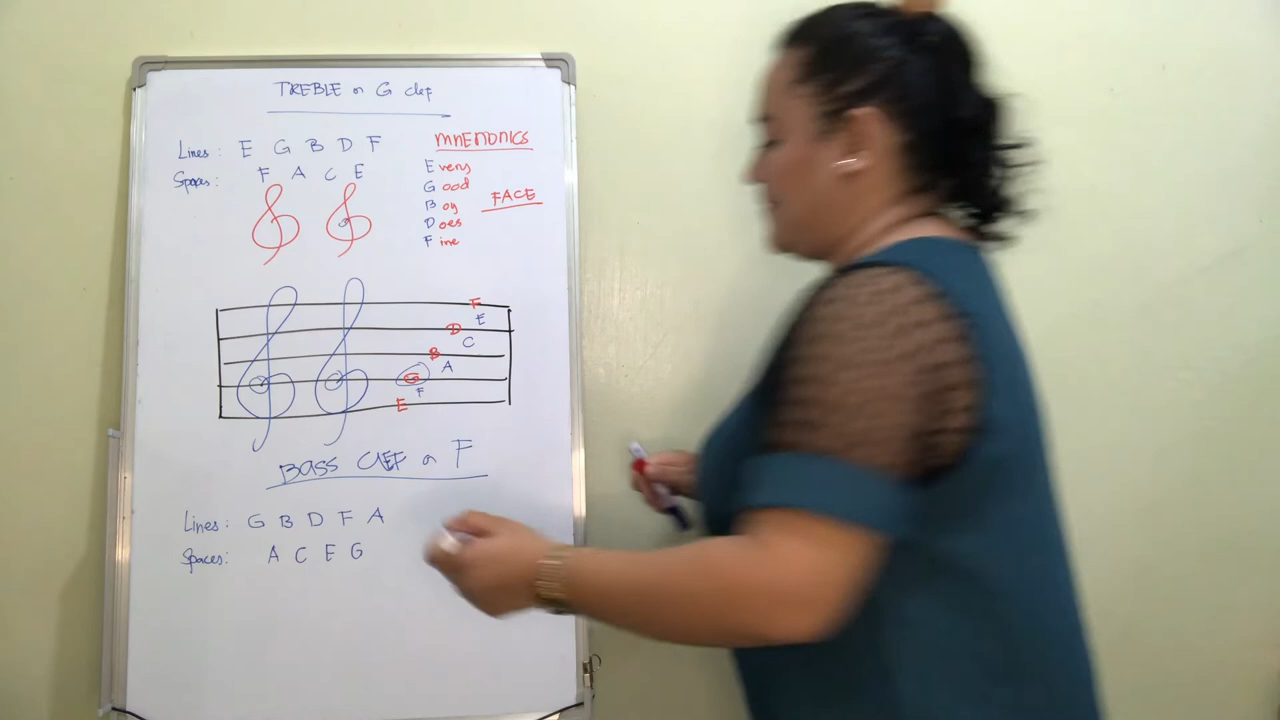 TREBLE or G clef
Lines: E G B D F
Spaces: F A C E
MNEMONICS
Every
Good
Boy
Does
Fine
FACE
F
E
D
C
B
A
G
F
E
BASS CLEF or F
Lines: G B D F A
Spaces: A C E G